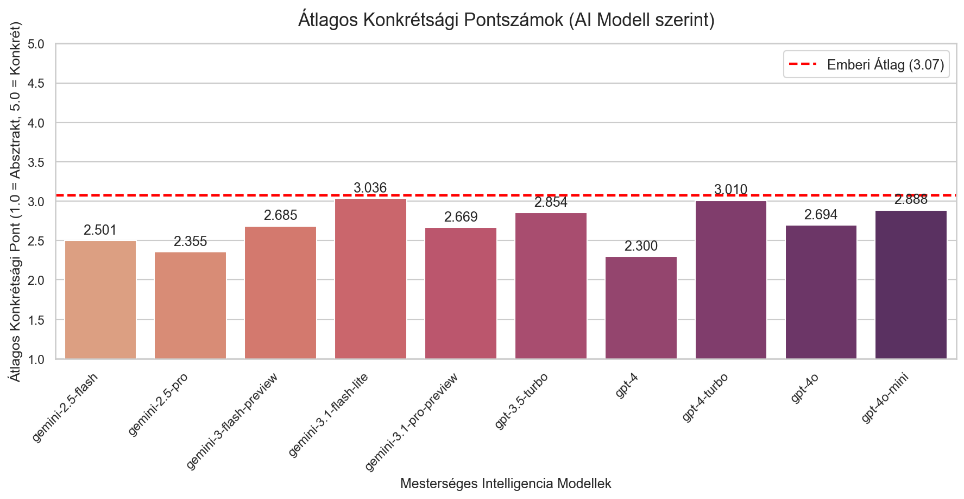 Átlagos Konkrétsági Pontszámok (AI Modell szerint)
Átlagos Konkrétsági Pont (1.0 = Absztrakt, 5.0 = Konkrét)
5.0
4.5
4.0
3.5
3.0
2.5
2.0
1.5
1.0
Emberi Átlag (3.07)
2.501
2.355
2.685
3.036
2.669
2.854
2.300
3.010
2.694
2.888
gemini-2.5-flash
gemini-2.5-pro
gemini-3-flash-preview
gemini-3.1-flash-lite
gemini-3.1-pro-preview
gpt-3.5-turbo
gpt-4
gpt-4-turbo
gpt-4o
gpt-4o-mini
Mesterséges Intelligencia Modellek